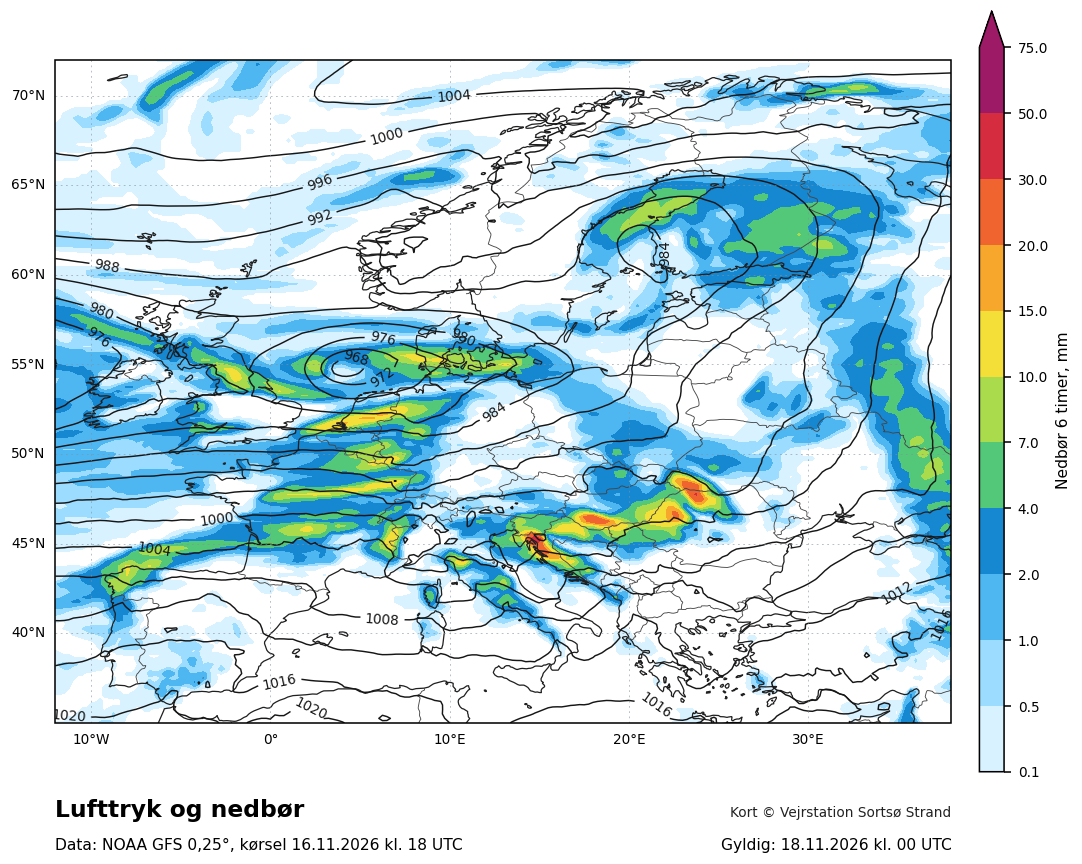 75.0
50.0
30.0
20.0
15.0
10.0
7.0
4.0
2.0
1.0
0.5
0.1
Nedbør 6 timer, mm
70°N
65°N
60°N
55°N
50°N
45°N
40°N
10°W
0°
10°E
20°E
30°E
1004
1000
996
992
988
984
980
976
976
980
968
972
984
1000
1004
1008
1012
1016
1016
1020
1020
1016
Lufttryk og nedbør
Kort © Vejrstation Sortsø Strand
Data: NOAA GFS 0,25°, kørsel 16.11.2026 kl. 18 UTC
Gyldig: 18.11.2026 kl. 00 UTC